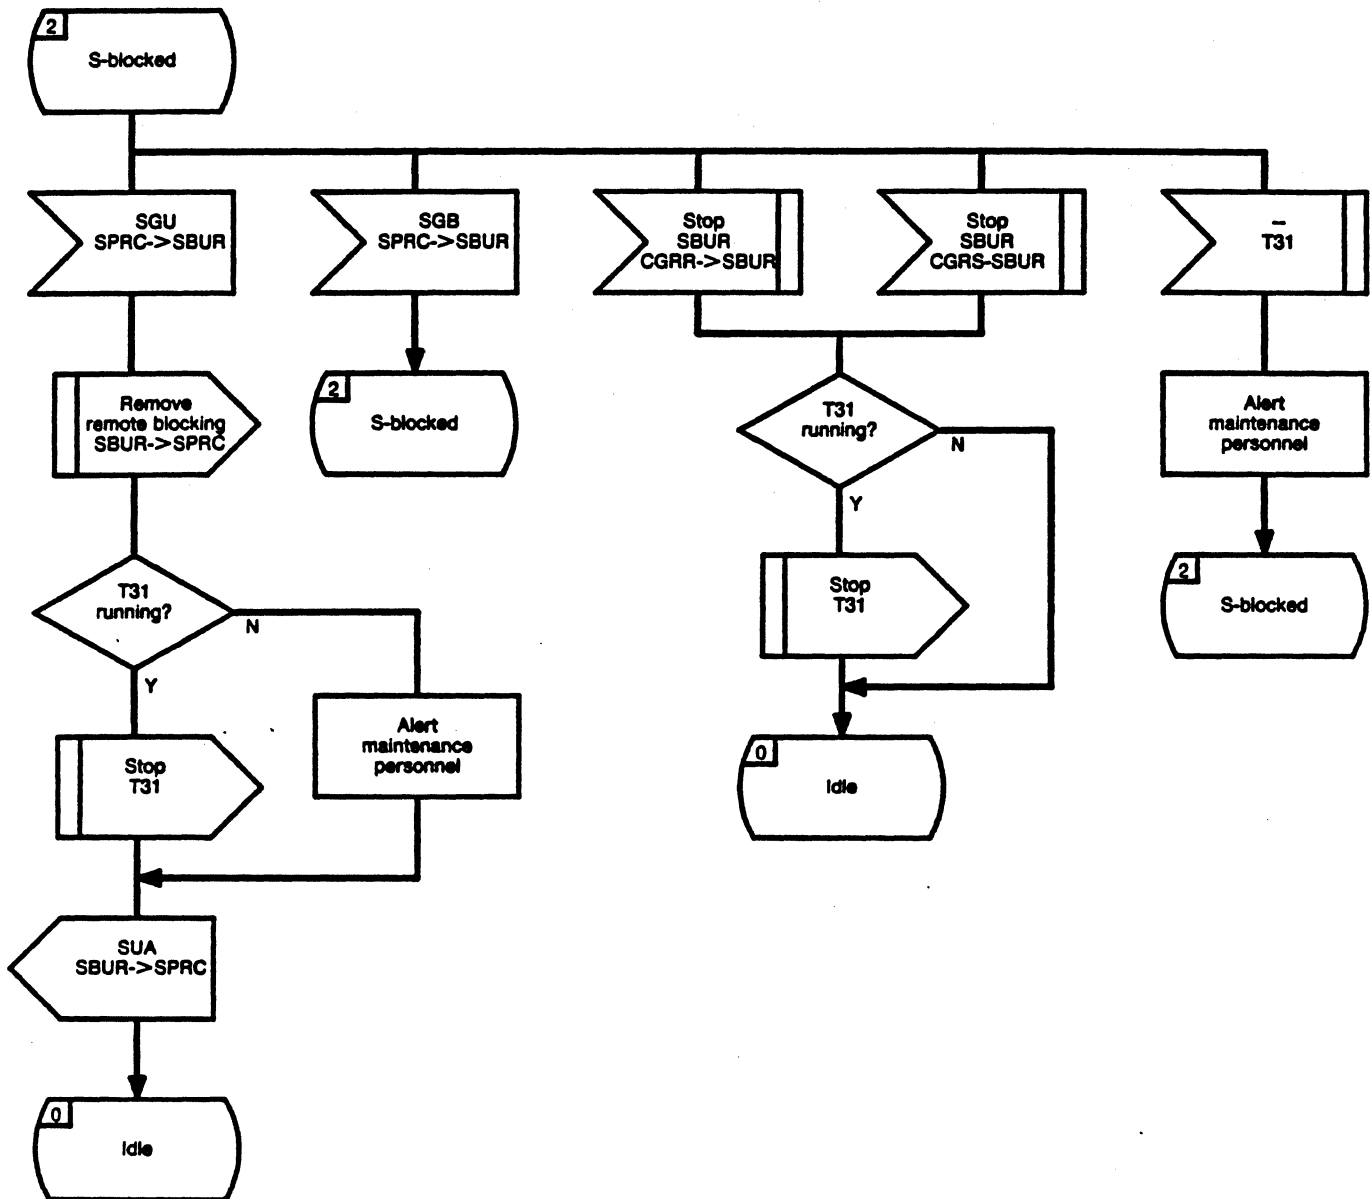 2
S-blocked
SGU
SPRC->SBUR
SGB
SPRC->SBUR
Stop
SBUR
CGRR->SBUR
Stop
SBUR
CGRS-SBUR
T31
Remove
remote blocking
SBUR->SPRC
2
S-blocked
T31
running?
N
Y
Alert
maintenance
personnel
T31
running?
N
Y
Stop
T31
2
S-blocked
Stop
T31
Alert
maintenance
personnel
0
Idle
SUA
SBUR->SPRC
0
Idle